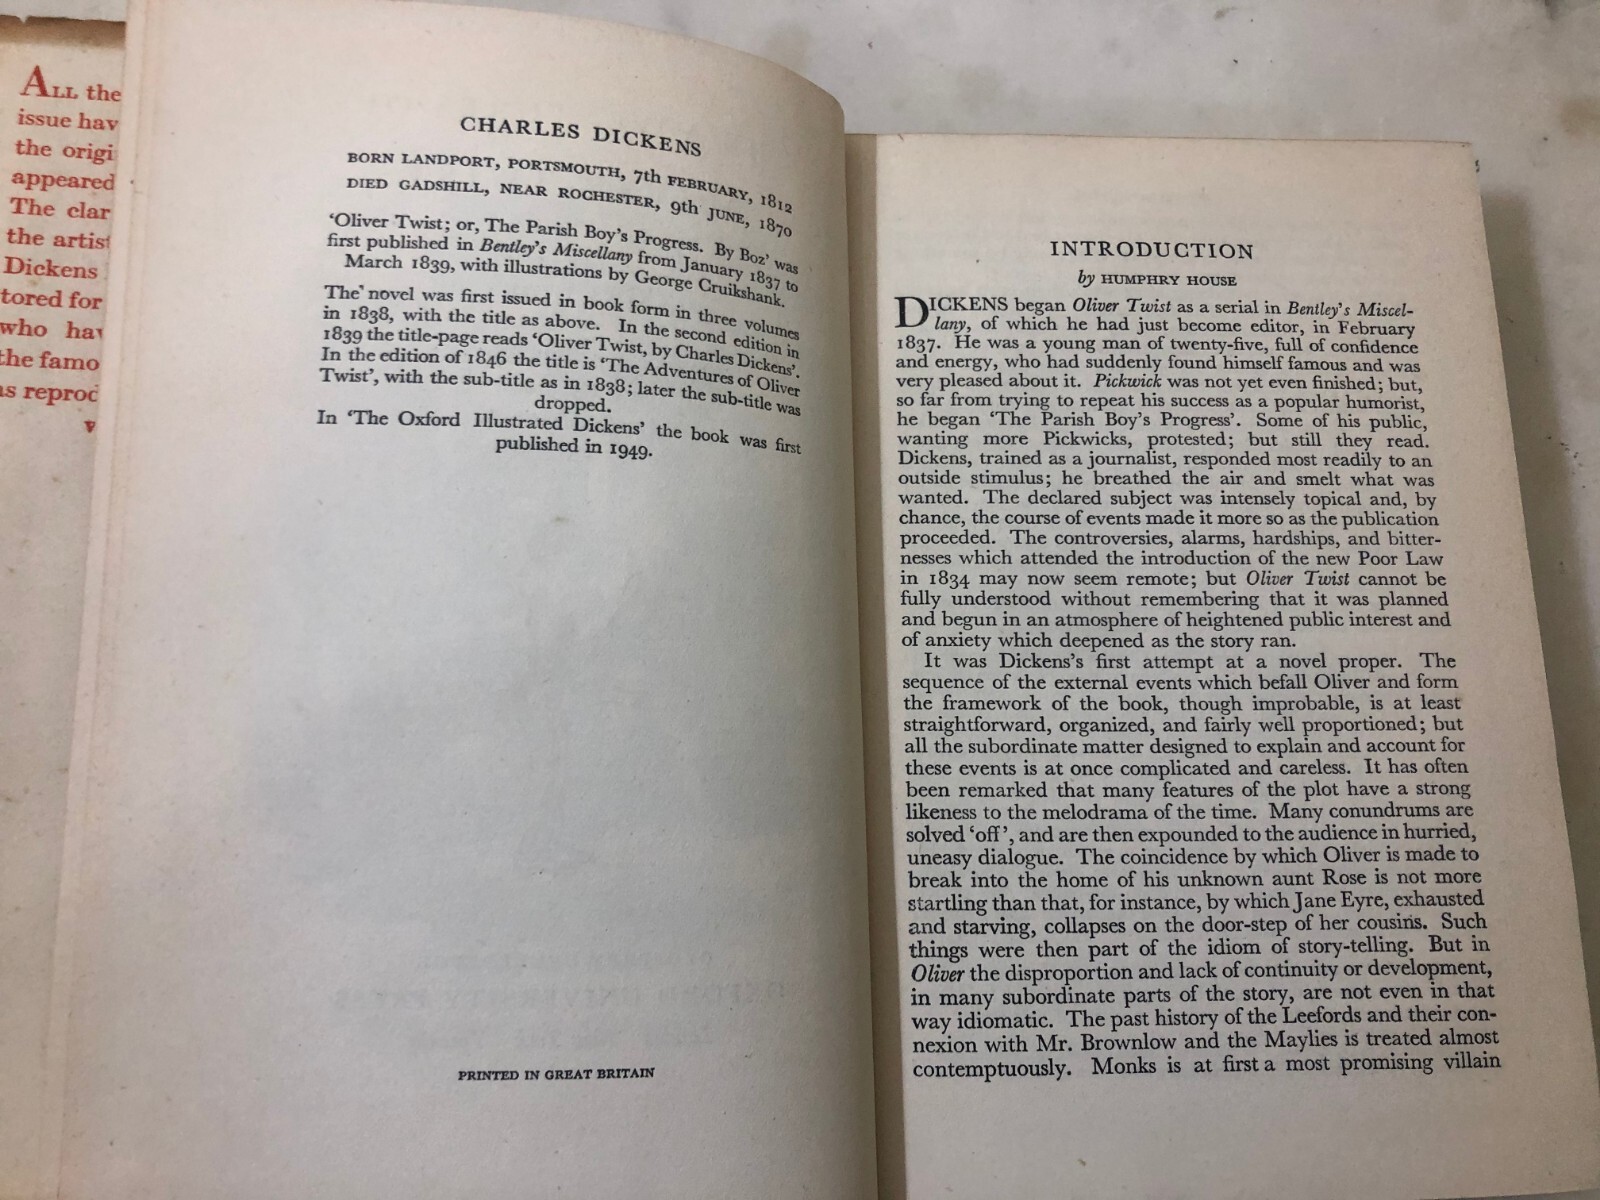 ALL the
issue hav
the origi
appeared
The clar
the artist
Dickens
tored for
who hav
the famo
as reproc
CHARLES DICKENS
BORN LANDPORT, PORTSMOUTH, 7th FEBRUARY, 1812
DIED GADSHILL, NEAR ROCHESTER, 9th JUNE, 1870
'Oliver Twist; or, The Parish Boy's Progress. By Boz' was
first published in Bentley's Miscellany from January 1837 to
March 1839, with illustrations by George Cruikshank.
The novel was first issued in book form in three volumes
in 1838, with the title as above. In the second edition in
1839 the title-page reads 'Oliver Twist, by Charles Dickens'.
In the edition of 1846 the title is 'The Adventures of Oliver
Twist', with the sub-title as in 1838; later the sub-title was
dropped.
In 'The Oxford Illustrated Dickens' the book was first
published in 1949.
PRINTED IN GREAT BRITAIN
INTRODUCTION
by HUMPHRY HOUSE
DICKENS began Oliver Twist as a serial in Bentley's Miscel-
lany, of which he had just become editor, in February
1837. He was a young man of twenty-five, full of confidence
and energy, who had suddenly found himself famous and was
very pleased about it. Pickwick was not yet even finished; but,
so far from trying to repeat his success as a popular humorist,
he began 'The Parish Boy's Progress'. Some of his public,
wanting more Pickwicks, protested; but still they read.
Dickens, trained as a journalist, responded most readily to an
outside stimulus; he breathed the air and smelt what was
wanted. The declared subject was intensely topical and, by
chance, the course of events made it more so as the publication
proceeded. The controversies, alarms, hardships, and bitter-
nesses which attended the introduction of the new Poor Law
in 1834 may now seem remote; but Oliver Twist cannot be
fully understood without remembering that it was planned
and begun in an atmosphere of heightened public interest and
of anxiety which deepened as the story ran.
It was Dickens's first attempt at a novel proper. The
sequence of the external events which befall Oliver and form
the framework of the book, though improbable, is at least
straightforward, organized, and fairly well proportioned; but
all the subordinate matter designed to explain and account for
these events is at once complicated and careless. It has often
been remarked that many features of the plot have a strong
likeness to the melodrama of the time. Many conundrums are
solved 'off', and are then expounded to the audience in hurried,
uneasy dialogue. The coincidence by which Oliver is made to
break into the home of his unknown aunt Rose is not more
startling than that, for instance, by which Jane Eyre, exhausted
and starving, collapses on the door-step of her cousins. Such
things were then part of the idiom of story-telling. But in
Oliver the disproportion and lack of continuity or development,
in many subordinate parts of the story, are not even in that
way idiomatic. The past history of the Leefords and their con-
nexion with Mr. Brownlow and the Maylies is treated almost
contemptuously. Monks is at first a most promising villain